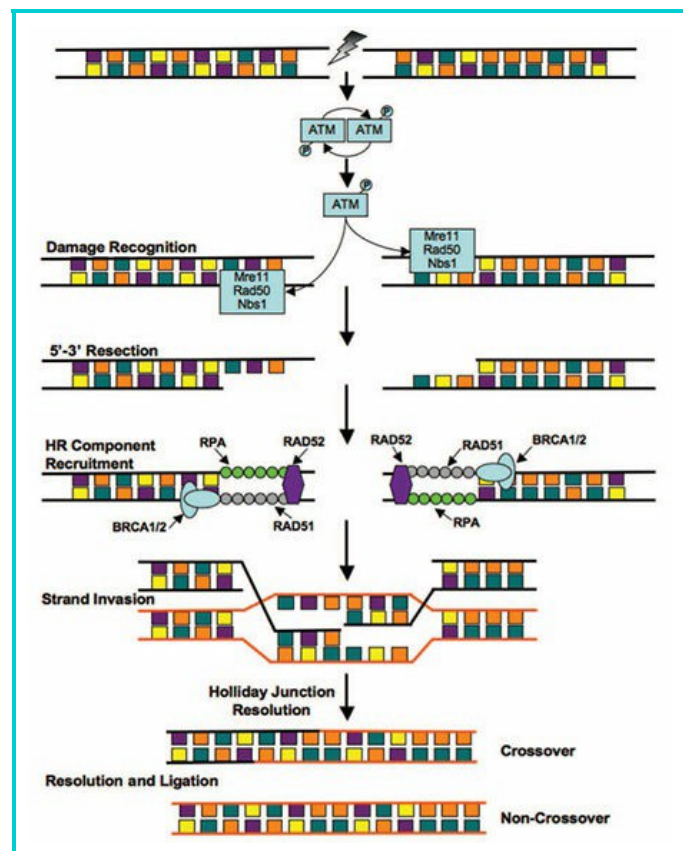 P
ATM
ATM
P
P
ATM
Damage Recognition
Mre11
Rad50
Nbs1
Mre11
Rad50
Nbs1
5'-3' Resection
HR Component
Recruitment
RPA
RAD52
BRCA1/2
RAD51
RAD52
RAD51
BRCA1/2
RPA
Strand Invasion
Holliday Junction
Resolution
Crossover
Resolution and Ligation
Non-Crossover